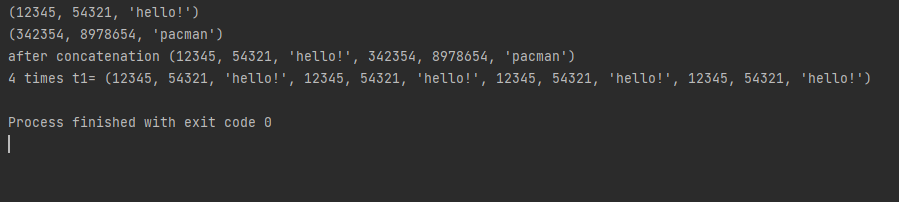 (12345, 54321, 'hello!')
(342354, 8978654, 'pacman')
after concatenation (12345, 54321, 'hello!', 342354, 8978654, 'pacman')
4 times t1= (12345, 54321, 'hello!', 12345, 54321, 'hello!', 12345, 54321, 'hello!', 12345, 54321, 'hello!')
Process finished with exit code 0